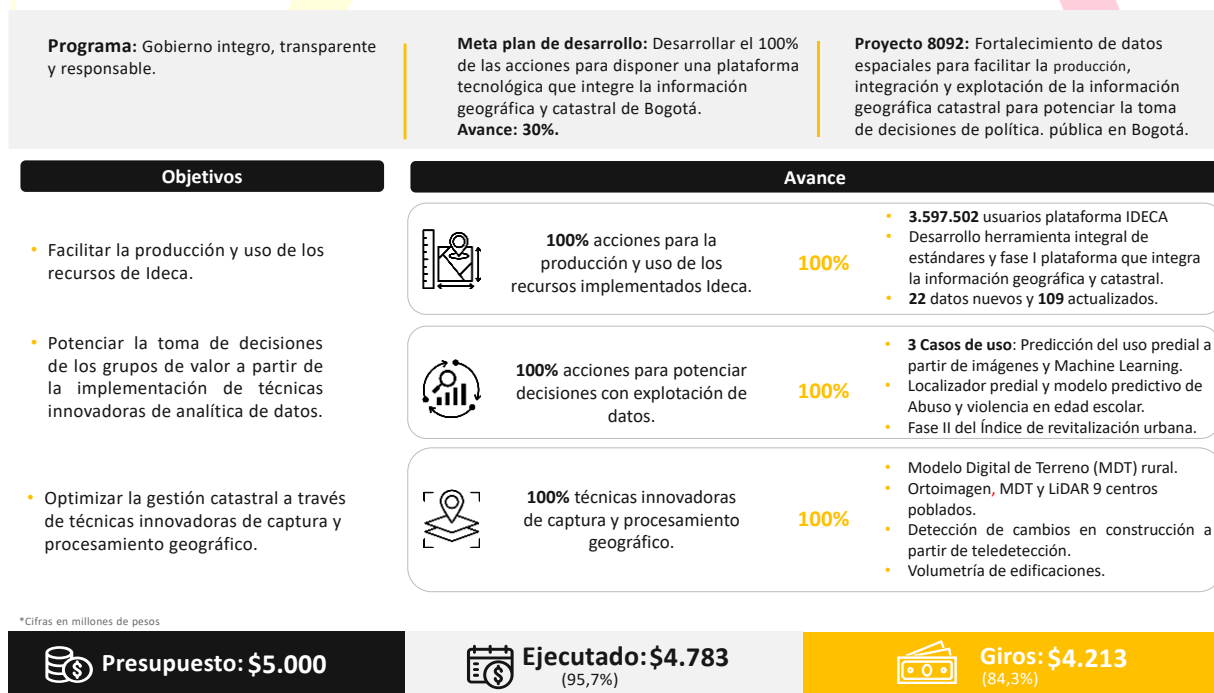 Programa: Gobierno integro, transparente
y responsable.
Meta plan de desarrollo: Desarrollar el 100%
de las acciones para disponer una plataforma
tecnológica que integre la información
geográfica y catastral de Bogotá.
Avance: 30%.
Proyecto 8092: Fortalecimiento de datos
espaciales para facilitar la producción,
integración y explotación de la información
geográfica catastral para potenciar la toma
de decisiones de política. pública en Bogotá.
Objetivos
Avance
• Facilitar la producción y uso de los
recursos de Ideca.
100% acciones para la
producción y uso de los
recursos implementados Ideca.
100%
• 3.597.502 usuarios plataforma IDECA
• Desarrollo herramienta integral de
estándares y fase I plataforma que integra
la información geográfica y catastral.
• 22 datos nuevos y 109 actualizados.
• Potenciar la toma de decisiones
de los grupos de valor a partir de
la implementación de técnicas
innovadoras de analítica de datos.
100% acciones para potenciar
decisiones con explotación de
datos.
100%
• 3 Casos de uso: Predicción del uso predial a
partir de imágenes y Machine Learning.
• Localizador predial y modelo predictivo de
Abuso y violencia en edad escolar.
• Fase II del Índice de revitalización urbana.
• Optimizar la gestión catastral a través
de técnicas innovadoras de captura y
procesamiento geográfico.
100% técnicas innovadoras
de captura y procesamiento
geográfico.
100%
• Modelo Digital de Terreno (MDT) rural.
• Ortoimagen, MDT y LiDAR 9 centros
poblados.
• Detección de cambios en construcción a
partir de teledetección.
• Volumetría de edificaciones.
*Cifras en millones de pesos
Presupuesto: $5.000
Ejecutado: $4.783
(95,7%)
Giros: $4.213
(84,3%)